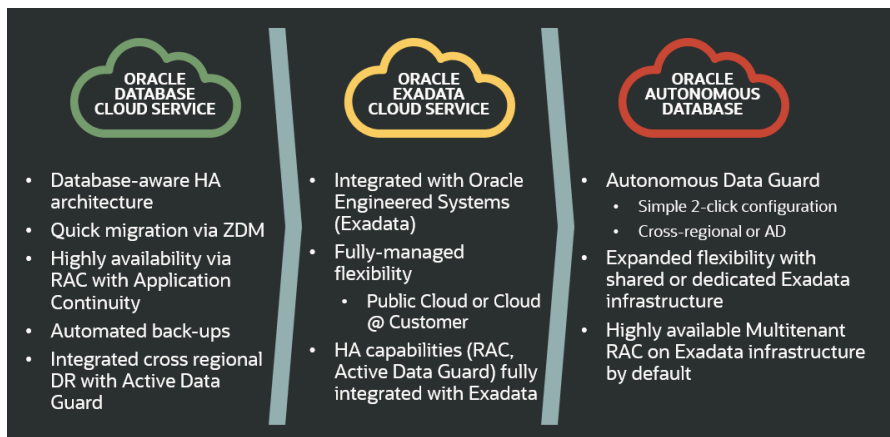 ORACLE
DATABASE
CLOUD SERVICE
• Database-aware HA
architecture
• Quick migration via ZDM
• Highly availability via
RAC with Application
Continuity
• Automated back-ups
• Integrated cross regional
DR with Active Data
Guard
ORACLE
EXADATA
CLOUD SERVICE
• Integrated with Oracle
Engineered Systems
(Exadata)
• Fully-managed
flexibility
• Public Cloud or Cloud
@ Customer
• HA capabilities (RAC,
Active Data Guard) fully
integrated with Exadata
ORACLE
AUTONOMOUS
DATABASE
• Autonomous Data Guard
• Simple 2-click configuration
• Cross-regional or AD
• Expanded flexibility with
shared or dedicated Exadata
infrastructure
• Highly available Multitenant
RAC on Exadata infrastructure
by default